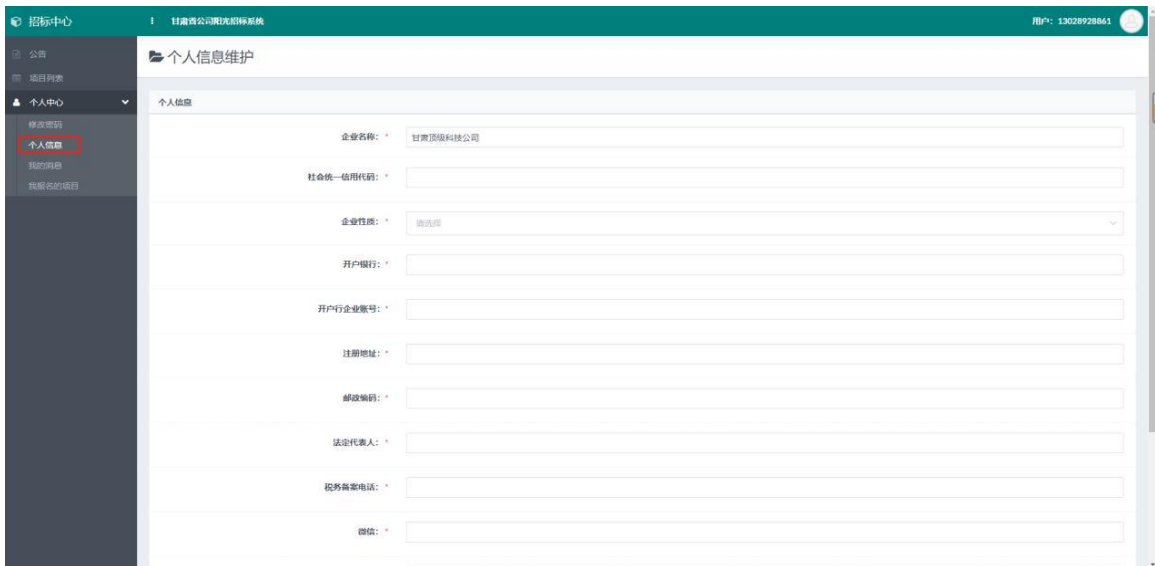 招标中心
甘肃省公司阳光招标系统
用户: 13028928861
公告
项目列表
个人中心
修改密码
个人信息
我的消息
我报名的项目
个人信息维护
个人信息
企业名称: *
甘肃顶级科技公司
社会统一信用代码: *
企业性质: *
请选择
开户银行: *
开户行企业账号: *
注册地址: *
邮政编码: *
法定代表人: *
税务备案电话: *
微信: *